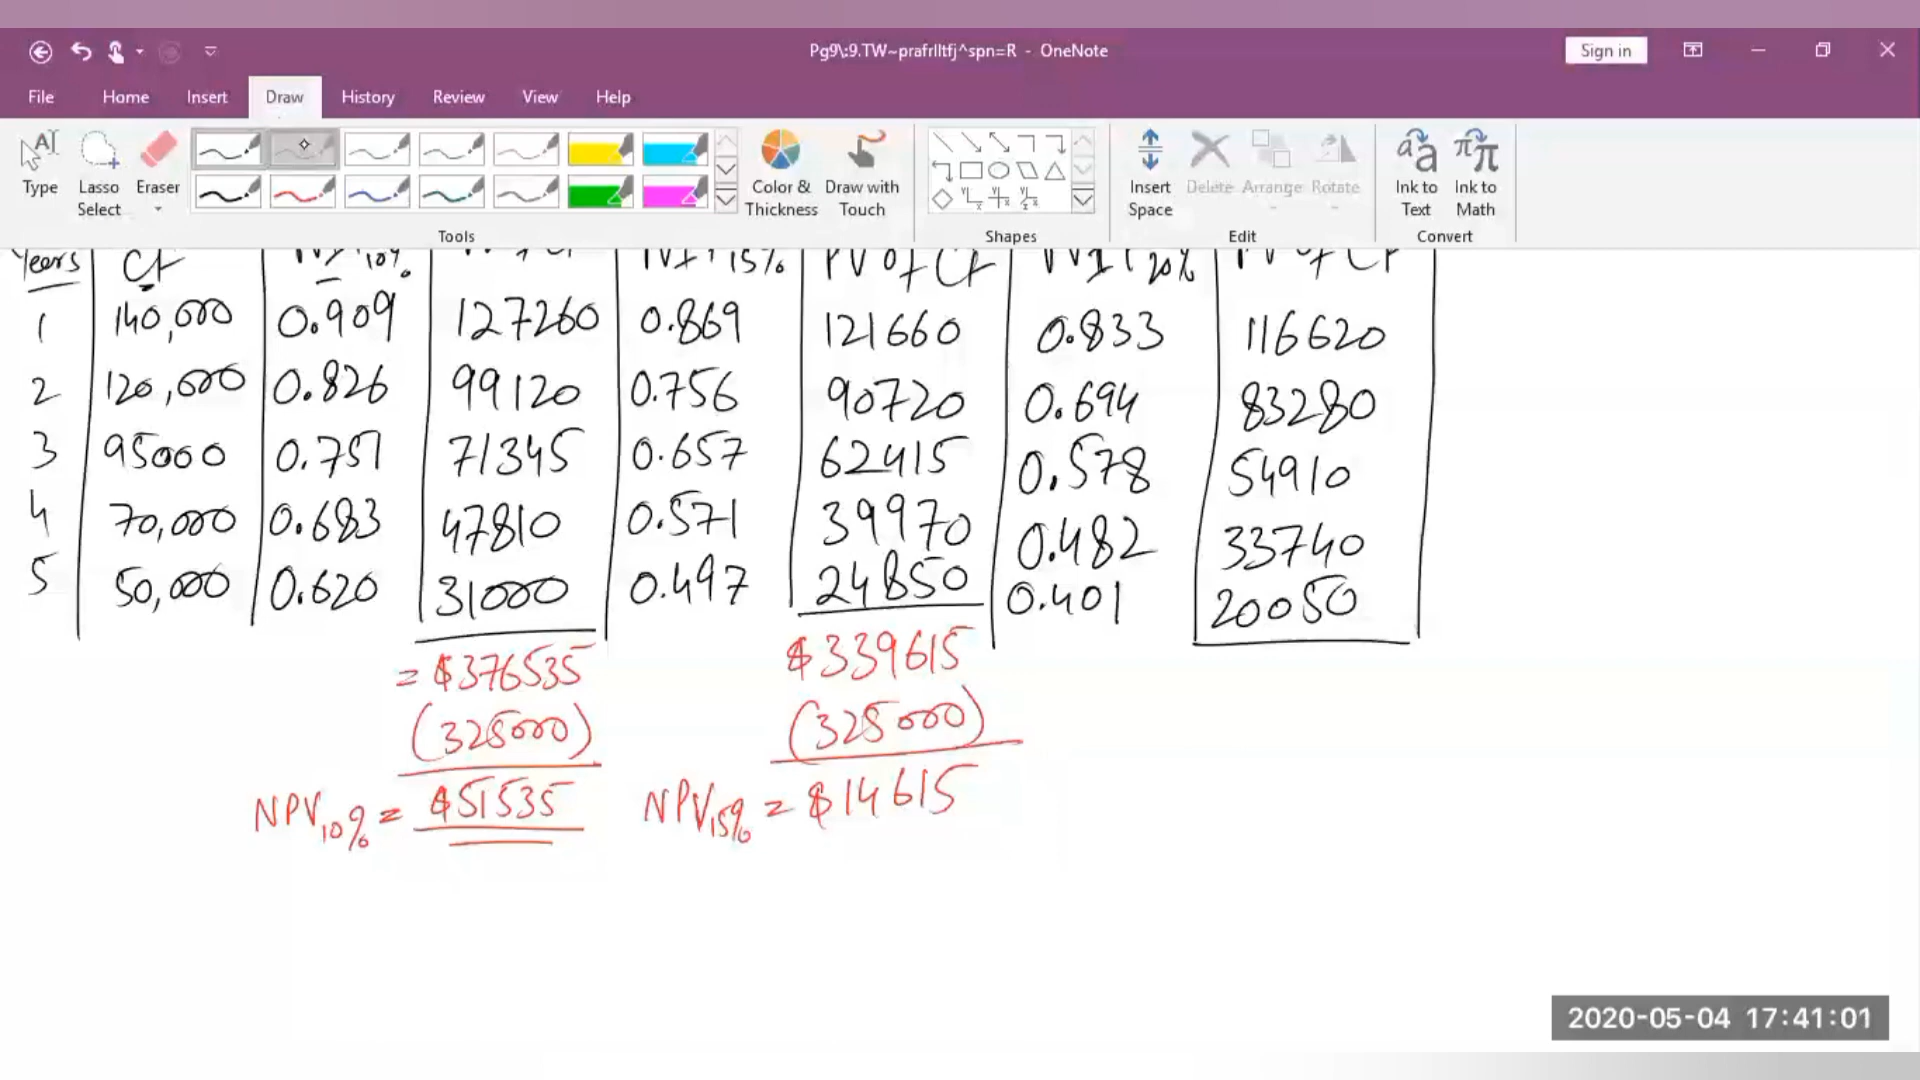 Pg9\:9.TW~prafrlltfj^spn=R - OneNote
Sign in
File Home Insert Draw History Review View Help
Type
Lasso Select
Eraser
Color & Thickness
Draw with Touch
Insert Space
Delete
Arrange
Rotate
Ink to Text
Ink to Math
Tools
Shapes
Edit
Convert
Years CF 10% 15% PV of CF 20% PV of CF
1 140,000 0.909 127260 0.869 121660 0.833 116620
2 120,000 0.826 99120 0.756 90720 0.694 83280
3 95000 0.751 71345 0.657 62415 0.578 54910
4 70,000 0.683 47810 0.571 39970 0.482 33740
5 50,000 0.620 31000 0.497 24850 0.401 20050
= $376535 $339615
(325000) (325000)
NPV10% = $51535 NPV15% = $14615
2020-05-04 17:41:01